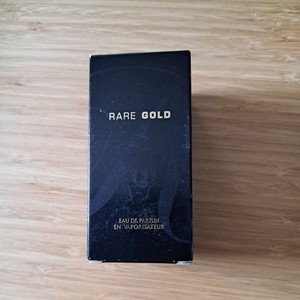 RARE GOLD
EAU DE PARFUM
EN VAPORISATEUR